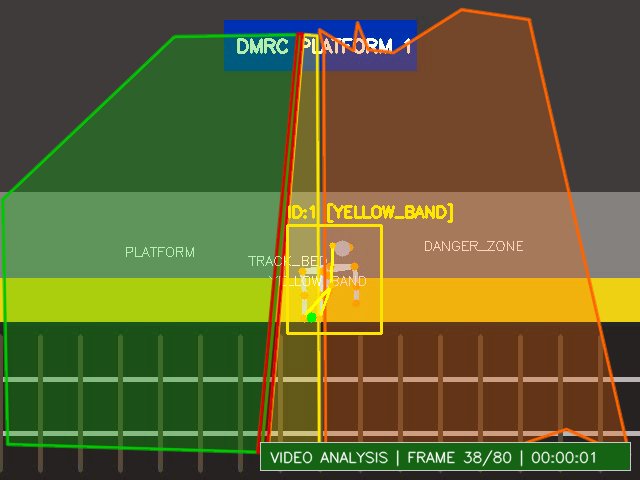 DMRC PLATFORM 1
ID:1 [YELLOW_BAND]
PLATFORM
DANGER_ZONE
TRACK_BED
YELLOW_BAND
VIDEO ANALYSIS | FRAME 38/80 | 00:00:01